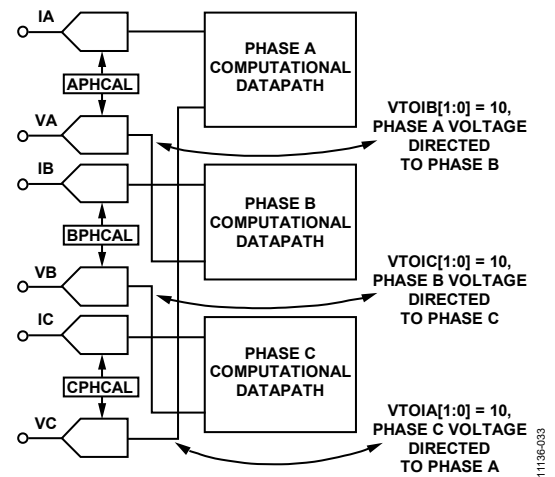 IA
PHASE A
COMPUTATIONAL
DATAPATH
APHCAL
VA
VTOIB[1:0] = 10,
PHASE A VOLTAGE
DIRECTED
TO PHASE B
IB
PHASE B
COMPUTATIONAL
DATAPATH
BPHCAL
VB
VTOIC[1:0] = 10,
PHASE B VOLTAGE
DIRECTED
TO PHASE C
IC
PHASE C
COMPUTATIONAL
DATAPATH
CPHCAL
VC
VTOIA[1:0] = 10,
PHASE C VOLTAGE
DIRECTED
TO PHASE A
11136-033